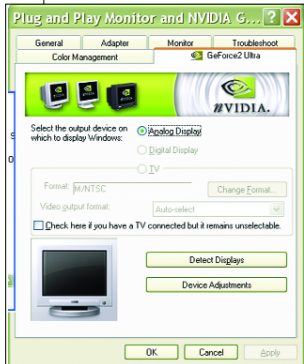 Plug and Play Monitor and NVIDIA G...
General Adapter Monitor Troubleshoot
Color Management GeForce2 Ultra
nVIDIA.
Select the output device on
which to display Windows:
Analog Display
Digital Display
TV
Format: M/NTSC Change Format...
Video output format: Auto-select
Check here if you have a TV connected but it remains unselectable.
Detect Displays
Device Adjustments
OK Cancel Apply